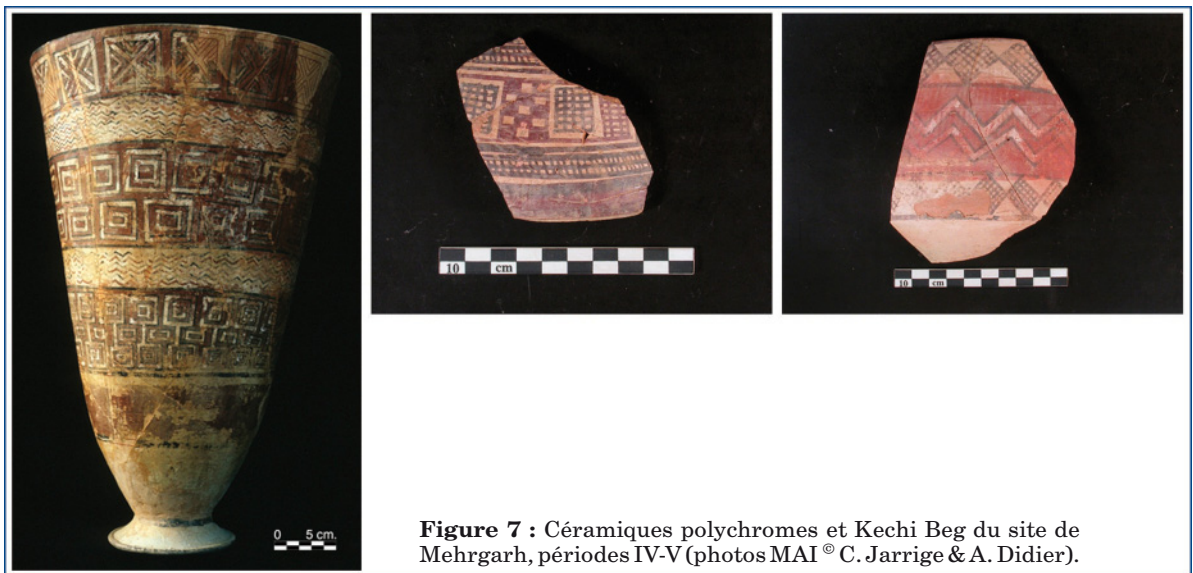 0 5 cm.
10 cm
10 cm
Figure 7 : Céramiques polychromes et Kechi Beg du site de
Mehrgarh, périodes IV-V (photos MAI © C. Jarrige & A. Didier).